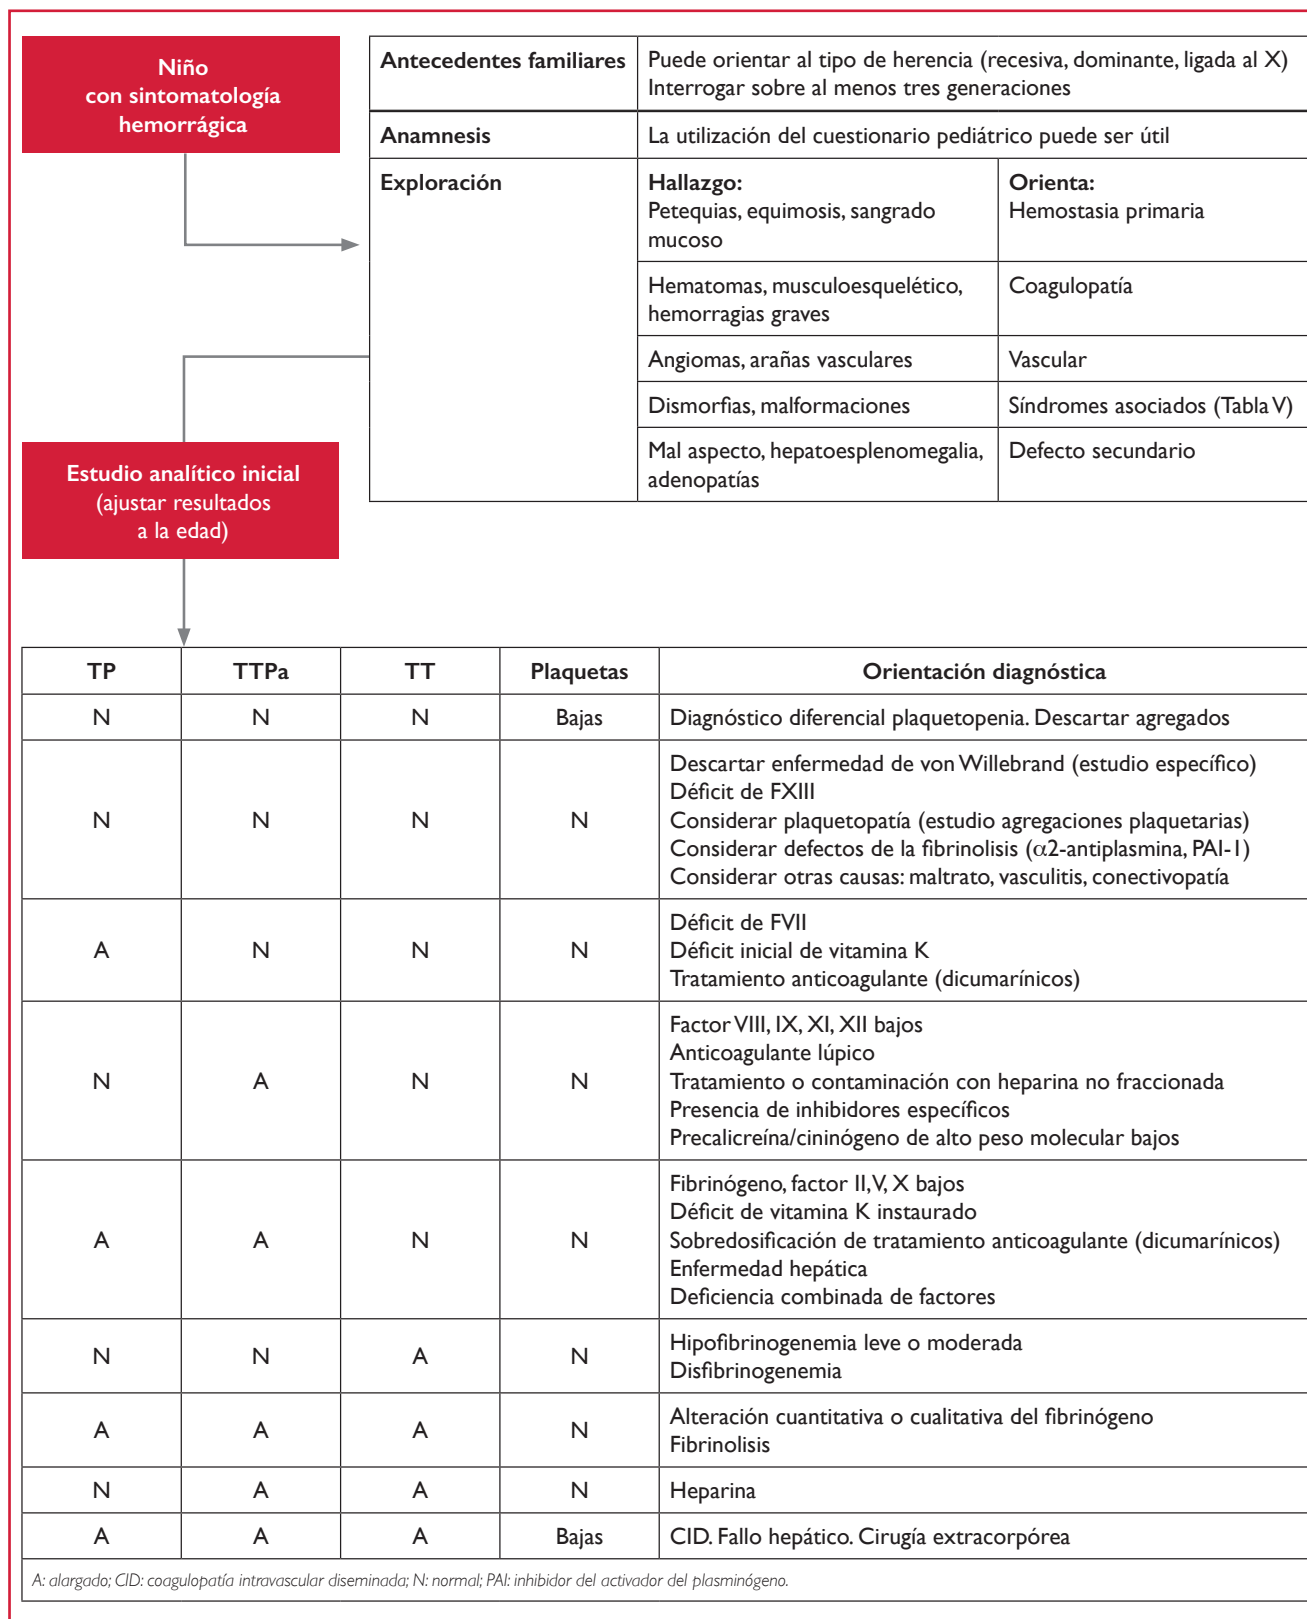 Niño
con sintomatología
hemorrágica
Antecedentes familiares
Puede orientar al tipo de herencia (recesiva, dominante, ligada al X)
Interrogar sobre al menos tres generaciones
Anamnesis
La utilización del cuestionario pediátrico puede ser útil
Exploración
Hallazgo:
Petequias, equimosis, sangrado
mucoso
Orienta:
Hemostasia primaria
Hematomas, musculoesquelético,
hemorragias graves
Coagulopatía
Angiomas, arañas vasculares
Vascular
Dismorfias, malformaciones
Síndromes asociados (Tabla V)
Mal aspecto, hepatoesplenomegalia,
adenopatías
Defecto secundario
Estudio analítico inicial
(ajustar resultados
a la edad)
TP TTPa TT Plaquetas Orientación diagnóstica
N N N Bajas Diagnóstico diferencial plaquetopenia. Descartar agregados
N N N N
Descartar enfermedad de von Willebrand (estudio específico)
Déficit de FXIII
Considerar plaquetopatía (estudio agregaciones plaquetarias)
Considerar defectos de la fibrinolisis (α2-antiplasmina, PAI-1)
Considerar otras causas: maltrato, vasculitis, conectivopatía
A N N N
Déficit de FVII
Déficit inicial de vitamina K
Tratamiento anticoagulante (dicumarínicos)
N A N N
Factor VIII, IX, XI, XII bajos
Anticoagulante lúpico
Tratamiento o contaminación con heparina no fraccionada
Presencia de inhibidores específicos
Precalicreína/cininógeno de alto peso molecular bajos
A A N N
Fibrinógeno, factor II, V, X bajos
Déficit de vitamina K instaurado
Sobredosificación de tratamiento anticoagulante (dicumarínicos)
Enfermedad hepática
Deficiencia combinada de factores
N N A N
Hipofibrinogenemia leve o moderada
Disfibrinogenemia
A A A N
Alteración cuantitativa o cualitativa del fibrinógeno
Fibrinolisis
N A A N Heparina
A A A Bajas CID. Fallo hepático. Cirugía extracorpórea
A: alargado; CID: coagulopatía intravascular diseminada; N: normal; PAI: inhibidor del activador del plasminógeno.